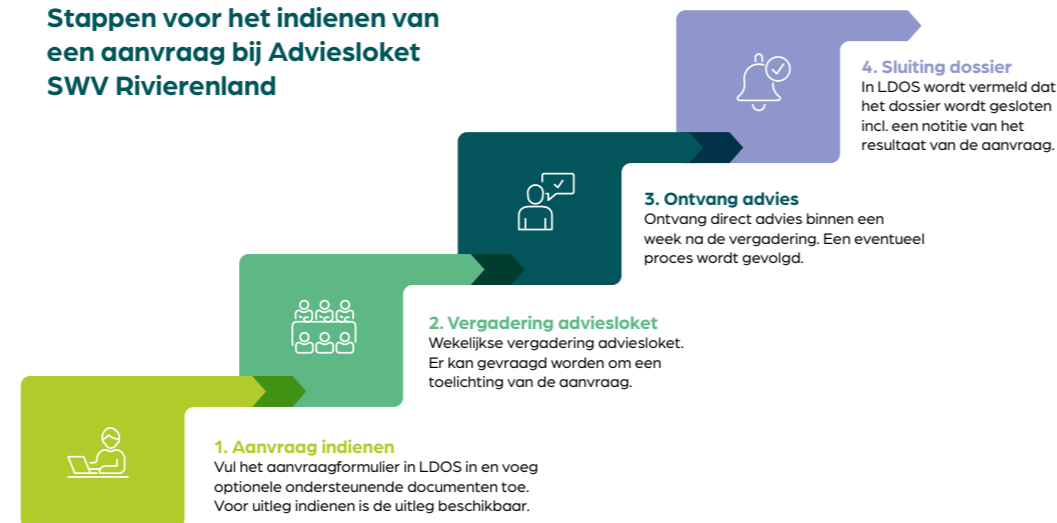 Stappen voor het indienen van
een aanvraag bij Adviesloket
SWV Rivierenland
4. Sluiting dossier
In LDOS wordt vermeld dat
het dossier wordt gesloten
incl. een notitie van het
resultaat van de aanvraag.
3. Ontvang advies
Ontvang direct advies binnen een
week na de vergadering. Een eventueel
proces wordt gevolgd.
2. Vergadering adviesloket
Wekelijkse vergadering adviesloket.
Er kan gevraagd worden om een
toelichting van de aanvraag.
1. Aanvraag indienen
Vul het aanvraagformulier in LDOS in en voeg
optionele ondersteunende documenten toe.
Voor uitleg indienen is de uitleg beschikbaar.